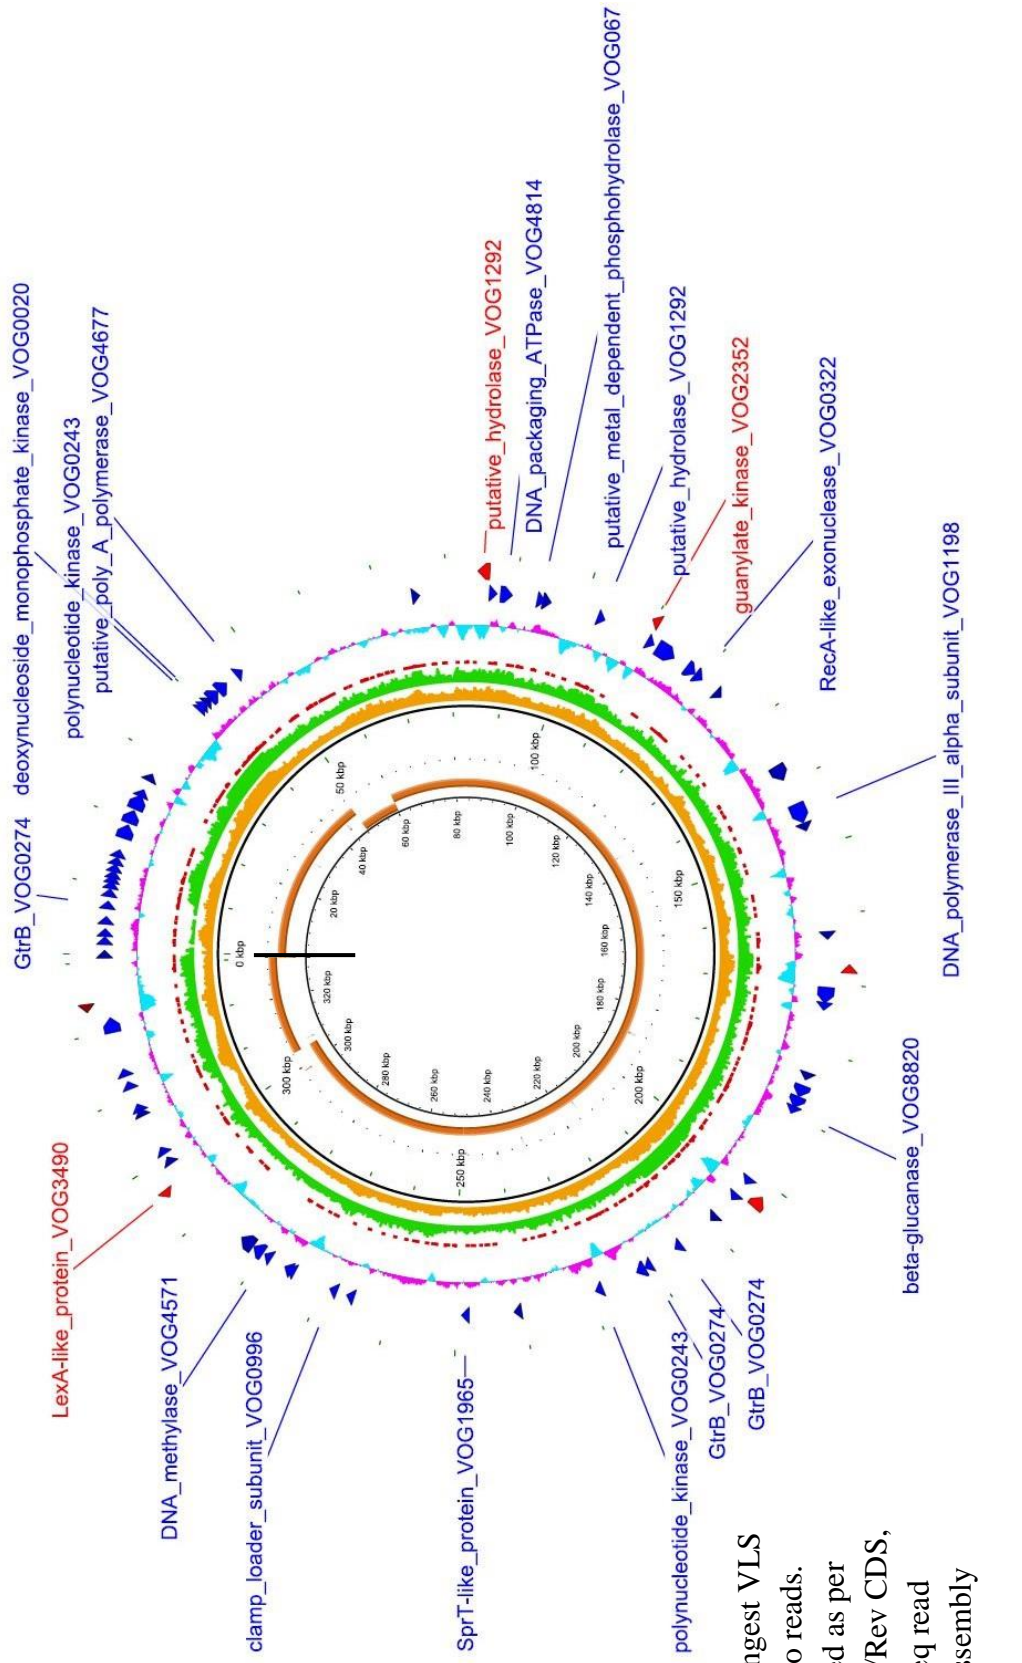 GtrB_VOG0274
deoxynucleoside_monophosphate_kinase_VOG0020
polynucleotide_kinase_VOG0243
putative_poly_A_polymerase_VOG4677
putative_hydrolase_VOG1292
DNA_packaging_ATPase_VOG4814
putative_metal_dependent_phosphohydrolase_VOG067
putative_hydrolase_VOG1292
guanylate_kinase_VOG2352
RecA-like_exonuclease_VOG0322
DNA_polymerase_III_alpha_subunit_VOG1198
beta-glucanase_VOG8820
GtrB_VOG0274
GtrB_VOG0274
polynucleotide_kinase_VOG0243
SprT-like_protein_VOG1965
clamp_loader_subunit_VOG0996
DNA_methylase_VOG4571
LexA-like_protein_VOG3490
0 kbp
50 kbp
100 kbp
150 kbp
200 kbp
250 kbp
300 kbp
20 kbp
40 kbp
60 kbp
80 kbp
100 kbp
120 kbp
140 kbp
160 kbp
180 kbp
200 kbp
220 kbp
240 kbp
260 kbp
280 kbp
300 kbp
320 kbp
ngest VLS
o reads.
ed as per
/Rev CDS,
eq read
ssembly